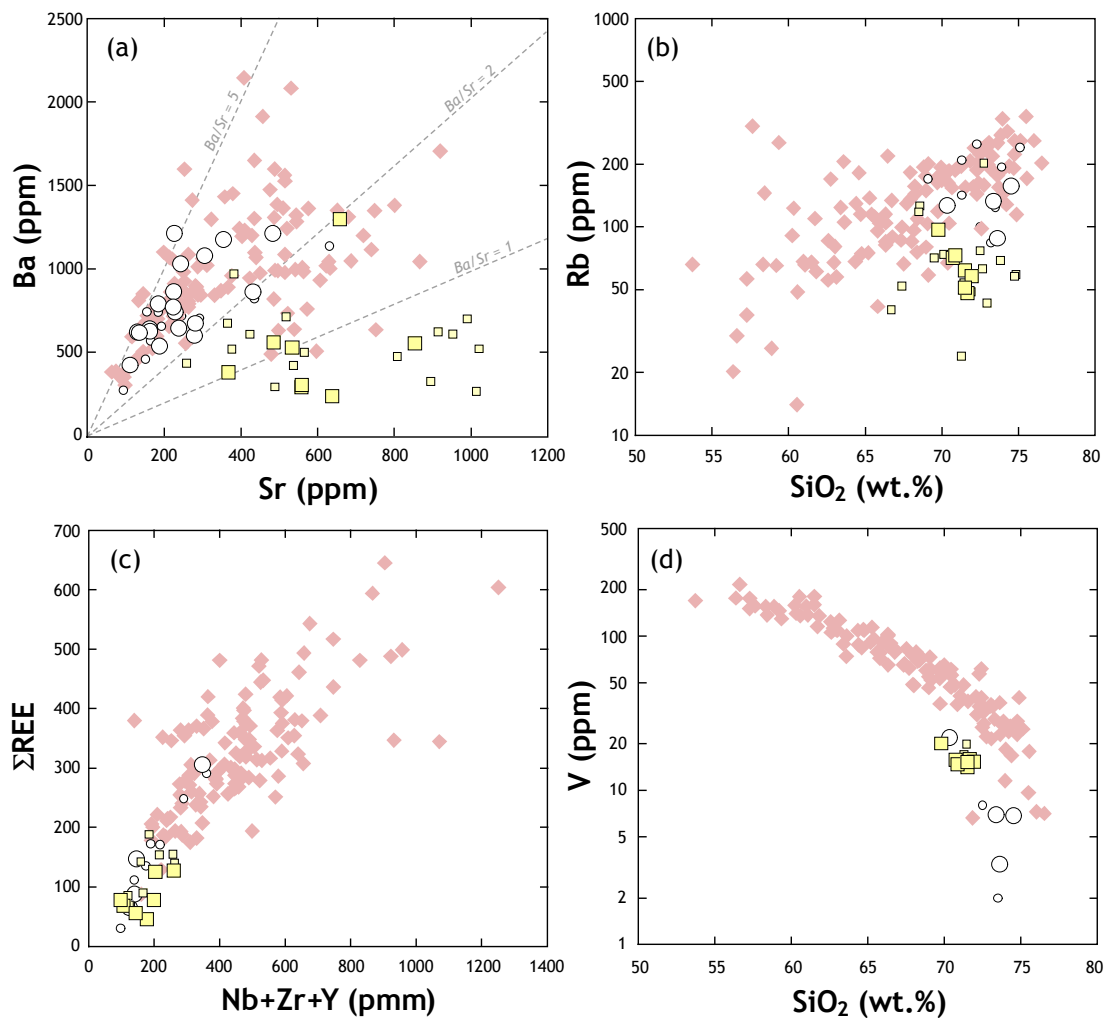 (a)
2500
2000
1500
1000
500
0
Ba (ppm)
Ba/Sr = 5
Ba/Sr = 2
Ba/Sr = 1
0 200 400 600 800 1000 1200
Sr (ppm)
(b)
1000
500
200
100
50
20
10
Rb (ppm)
50 55 60 65 70 75 80
SiO₂ (wt.%)
(c)
700
600
500
400
300
200
100
0
ΣREE
0 200 400 600 800 1000 1200 1400
Nb+Zr+Y (pmm)
(d)
500
200
100
50
20
10
5
2
1
V (ppm)
50 55 60 65 70 75 80
SiO₂ (wt.%)